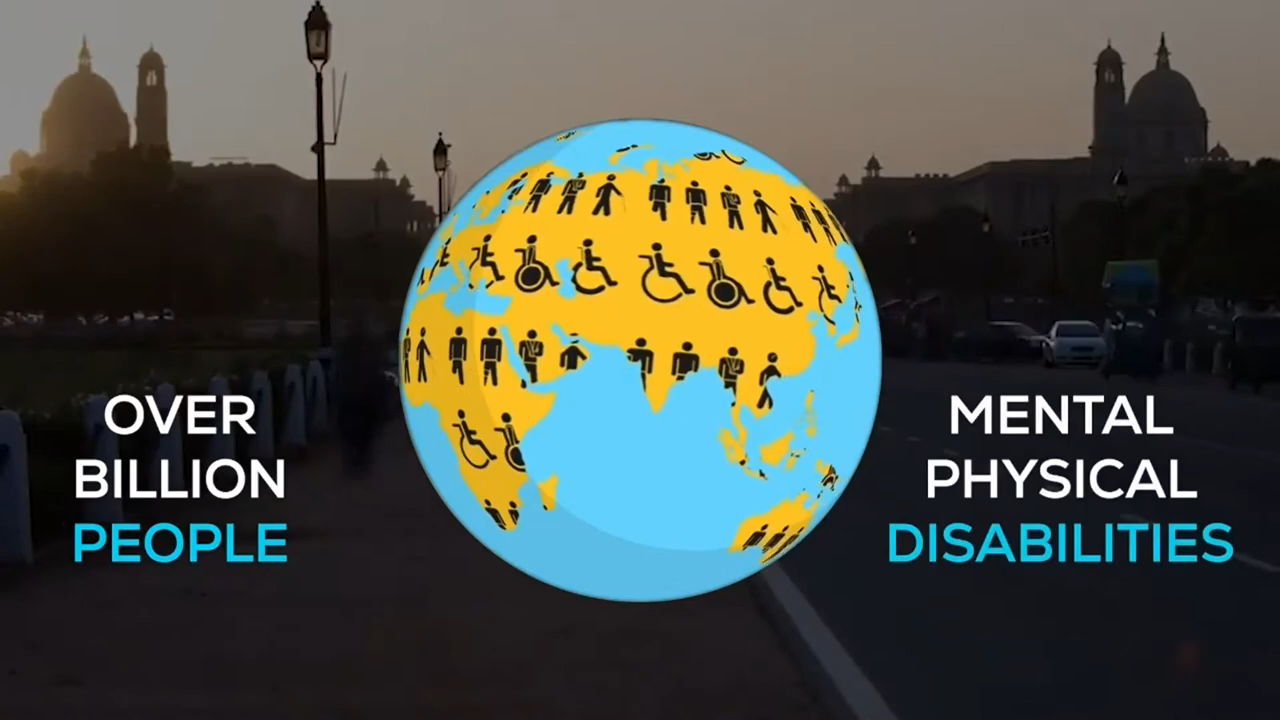 OVER
BILLION
PEOPLE
MENTAL
PHYSICAL
DISABILITIES